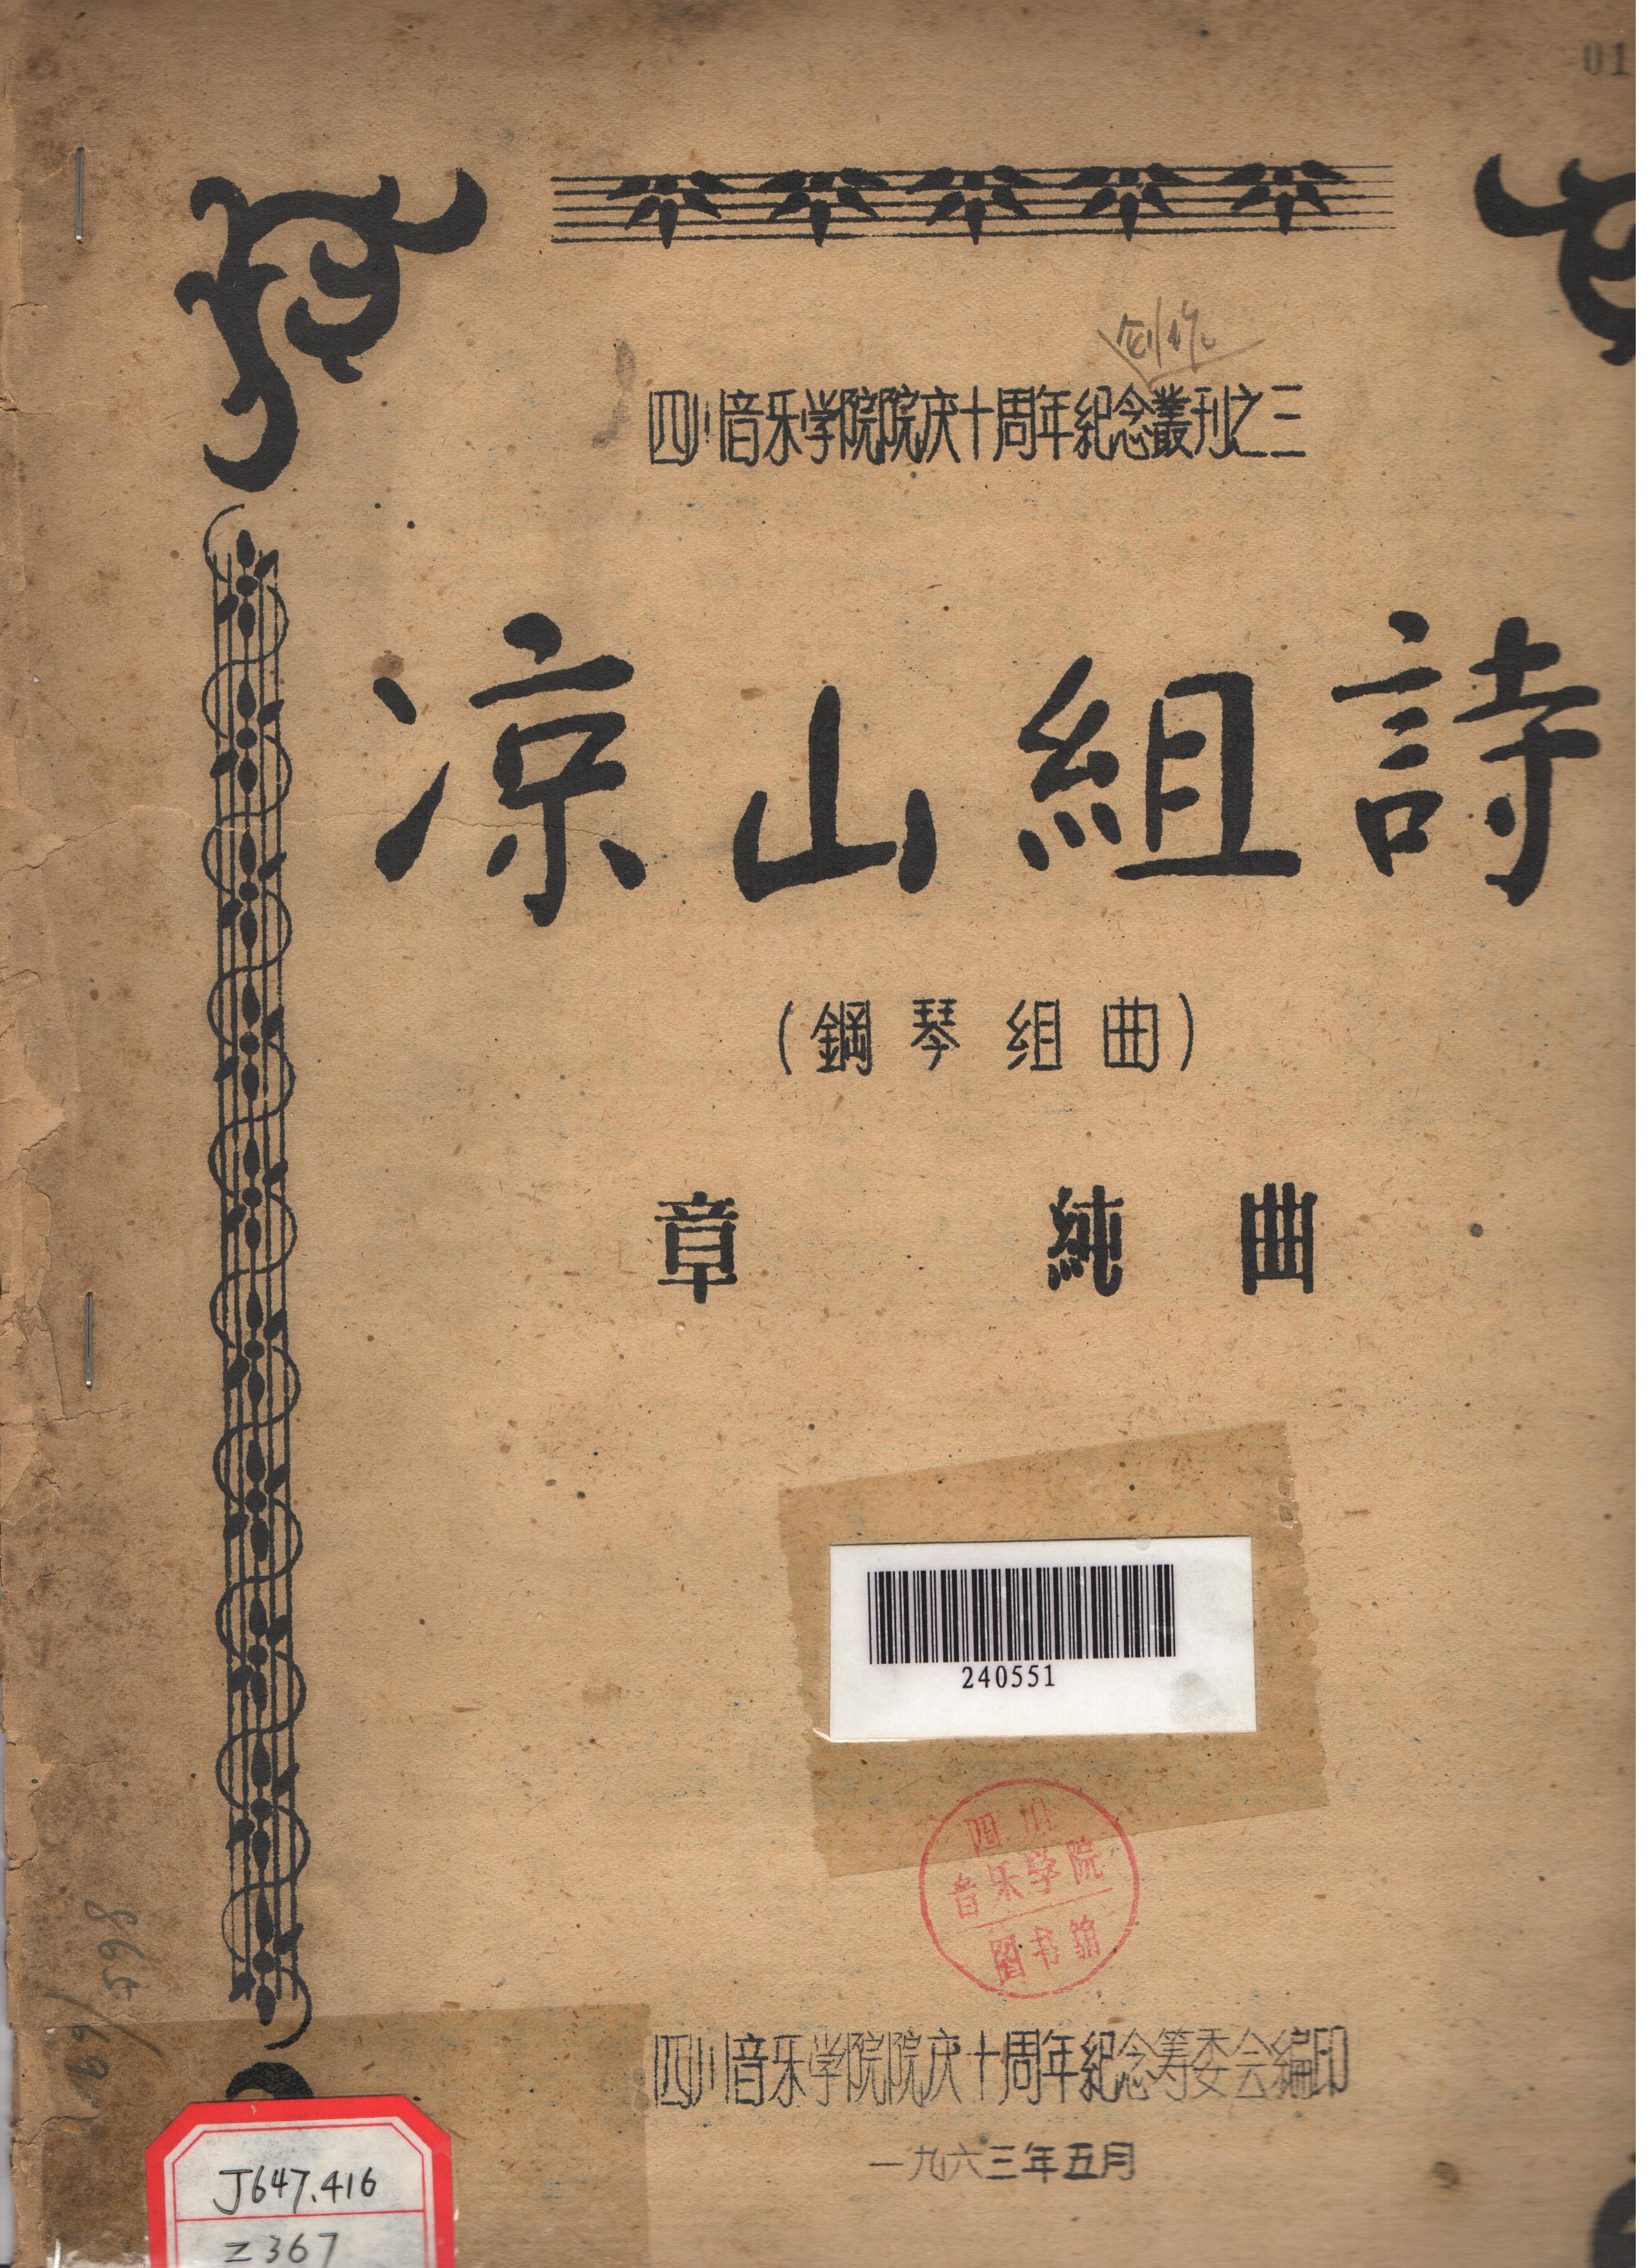 01
四川音乐学院院庆十周年紀念叢刊之三
凉山組詩
(鋼琴组曲)
章 純曲
240551
四川
音乐学院
圖书館
四川音乐学院院庆十周年紀念筹委会編印
一九六三年五月
J647.416
Z367